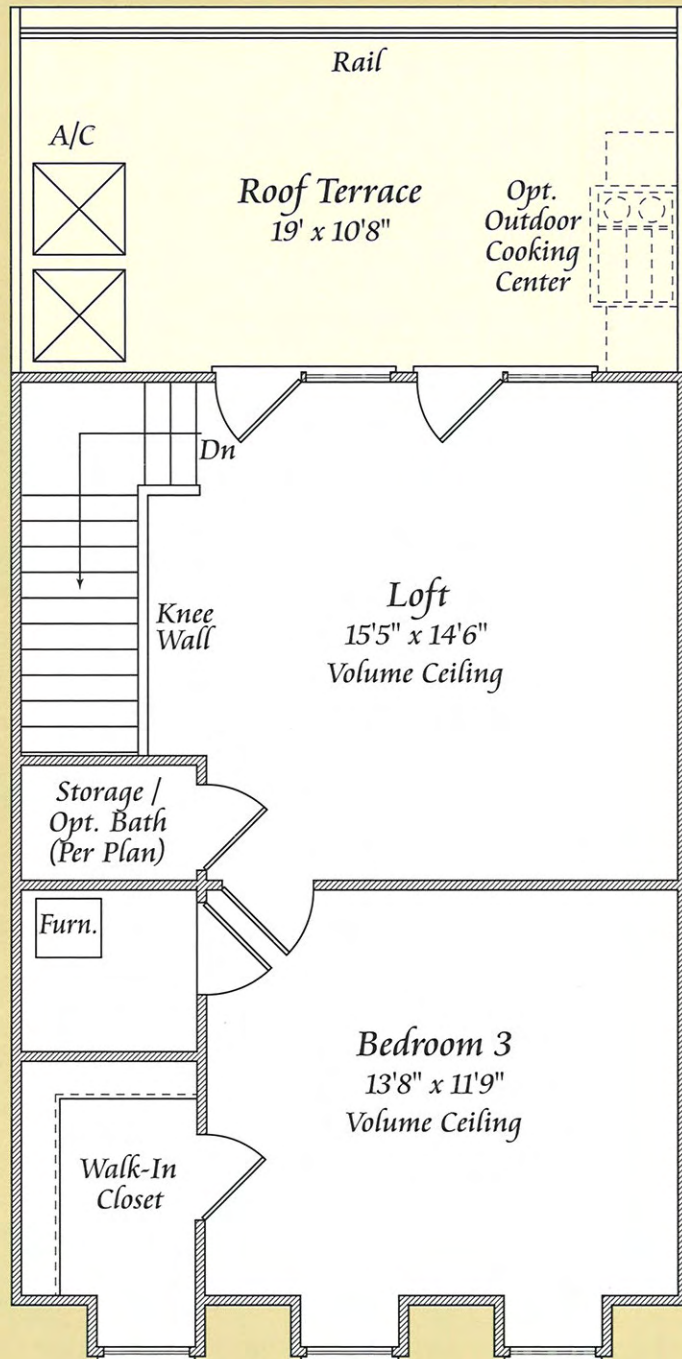 Rail
A/C
Roof Terrace
19' x 10'8"
Opt.
Outdoor
Cooking
Center
Dn
Knee
Wall
Loft
15'5" x 14'6"
Volume Ceiling
Storage /
Opt. Bath
(Per Plan)
Furn.
Bedroom 3
13'8" x 11'9"
Volume Ceiling
Walk-In
Closet